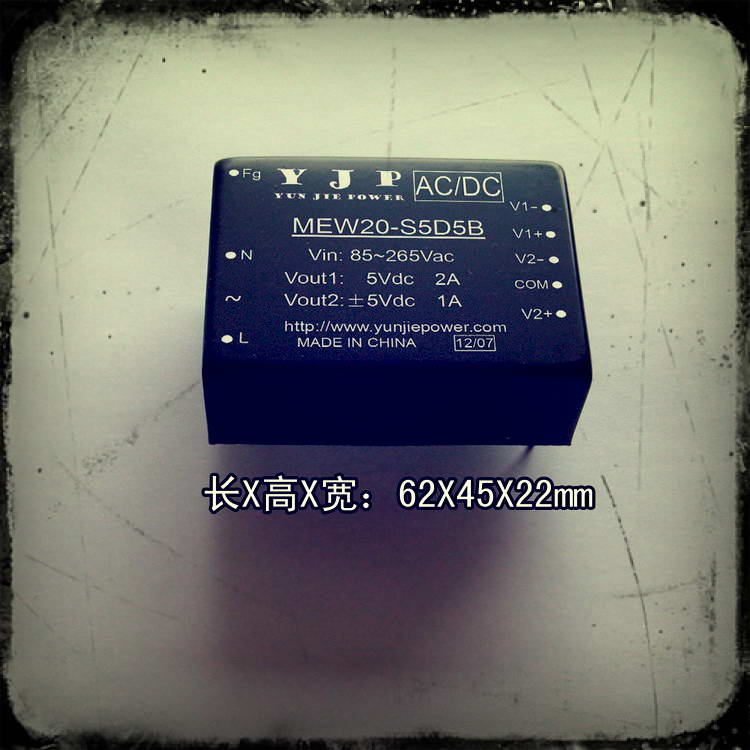 Fg
YJP
AC/DC
YUN JIE POWER
V1-
MEW20-S5D5B
V1+
N
Vin: 85~265Vac
V2-
Vout1: 5Vdc 2A
COM
~
Vout2: ±5Vdc 1A
V2+
http://www.yunjiepower.com
L
MADE IN CHINA
12/07
长X高X宽: 62X45X22mm